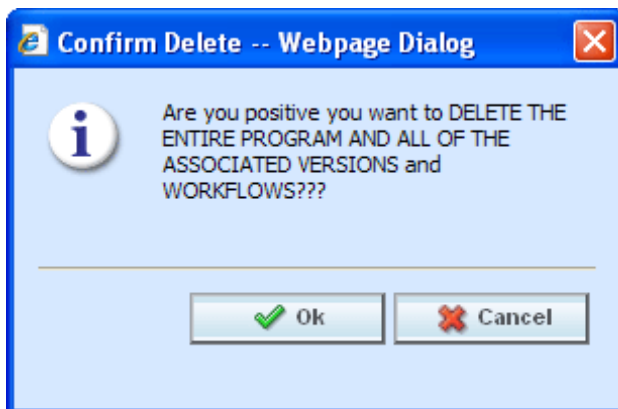 Confirm Delete -- Webpage Dialog
Are you positive you want to DELETE THE
ENTIRE PROGRAM AND ALL OF THE
ASSOCIATED VERSIONS and
WORKFLOWS???
Ok
Cancel